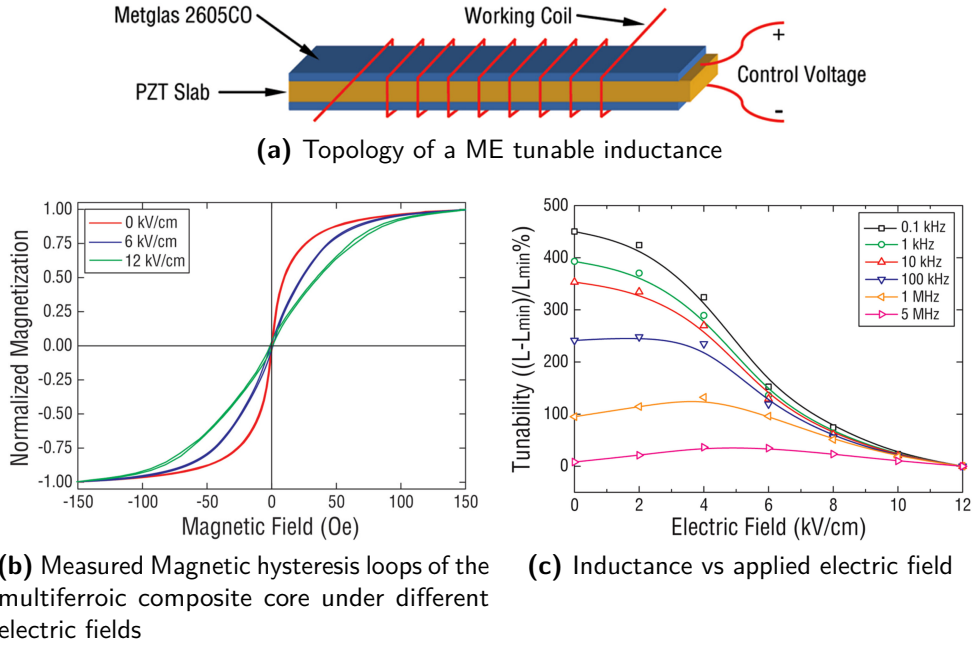 Metglas 2605CO
Working Coil
+
PZT Slab
Control Voltage
-
(a) Topology of a ME tunable inductance
1.00
0.75
0.50
0.25
0.00
-0.25
-0.50
-0.75
-1.00
Normalized Magnetization
0 kV/cm
6 kV/cm
12 kV/cm
-150
-100
-50
0
50
100
150
Magnetic Field (Oe)
500
400
300
200
100
0
Tunability ((L-Lmin)/Lmin%)
0.1 kHz
1 kHz
10 kHz
100 kHz
1 MHz
5 MHz
0
2
4
6
8
10
12
Electric Field (kV/cm)
(b) Measured Magnetic hysteresis loops of the
multiferroic composite core under different
electric fields
(c) Inductance vs applied electric field